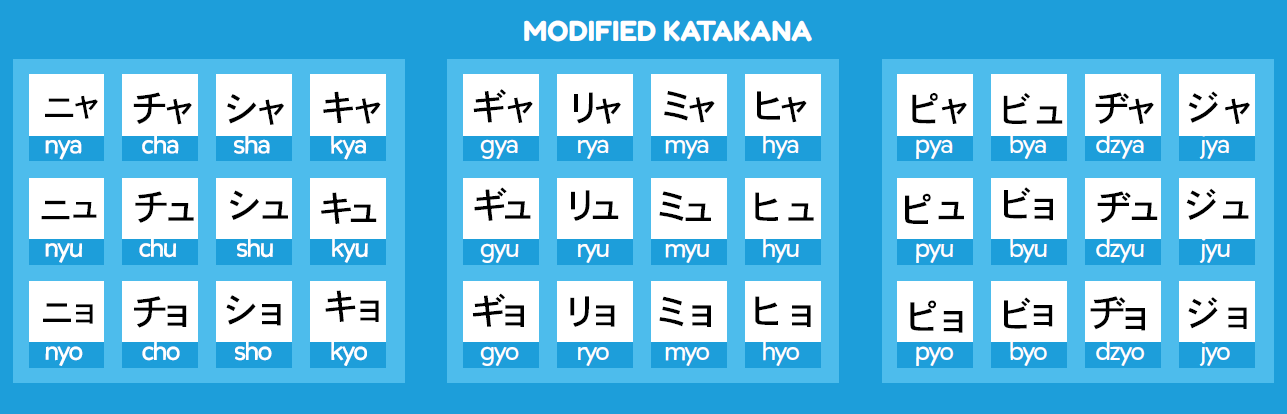 MODIFIED KATAKANA
ニャ チャ シャ キャ
nya cha sha kya
ニュ チュ シュ キュ
nyu chu shu kyu
ニョ チョ ショ キョ
nyo cho sho kyo
ギャ リャ ミャ ヒャ
gya rya mya hya
ギュ リュ ミュ ヒュ
gyu ryu myu hyu
ギョ リョ ミョ ヒョ
gyo ryo myo hyo
ピャ ビュ ヂャ ジャ
pya bya dzya jya
ピュ ビョ ヂュ ジュ
pyu byu dzyu jyu
ピョ ビョ ヂョ ジョ
pyo byo dzyo jyo